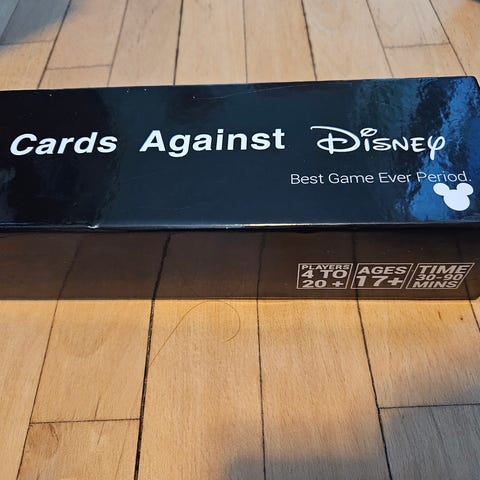 Cards Against Disney
Best Game Ever Period.
PLAYERS
4 TO
20 +
AGES
17+
TIME
30-90
MINS